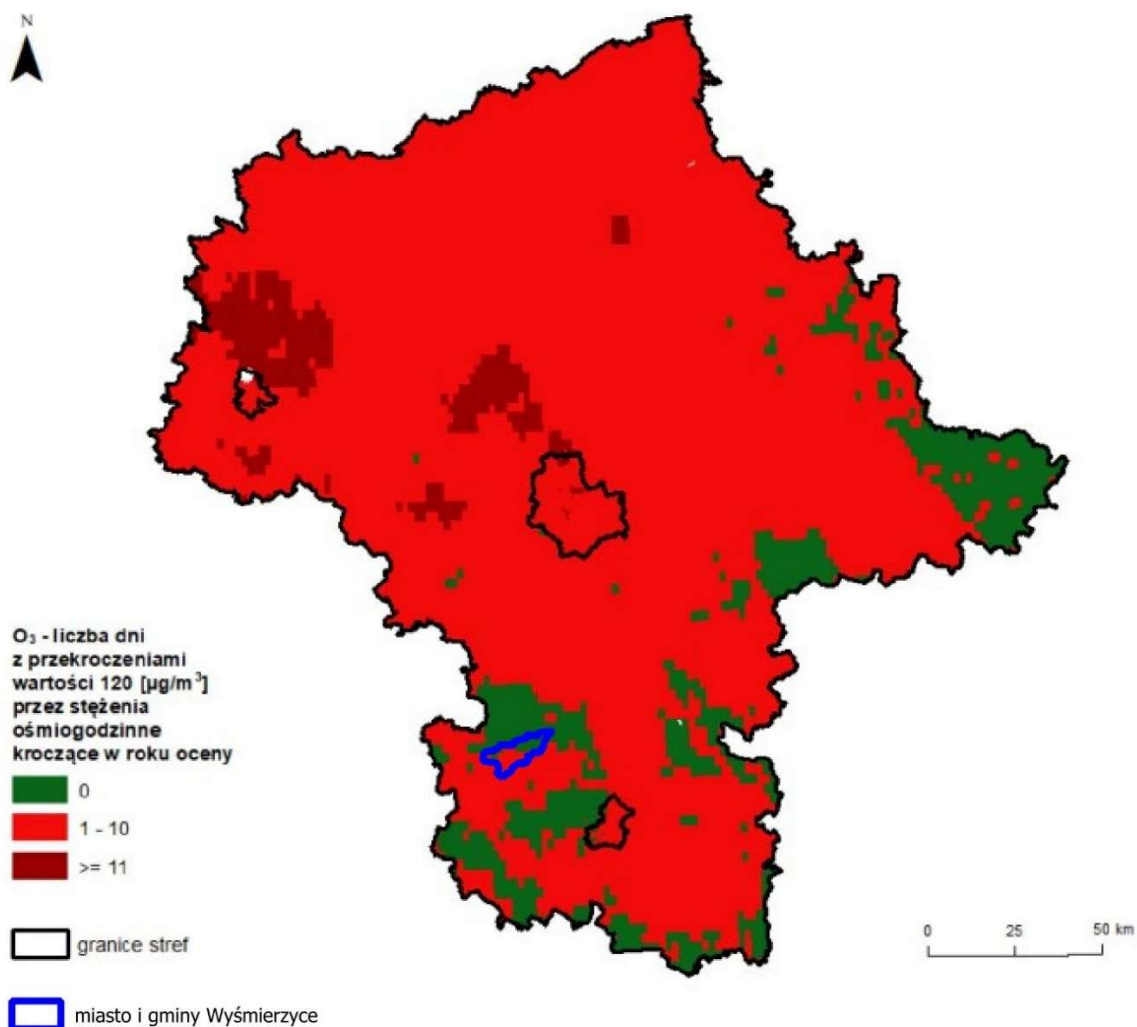 N
O₃ - liczba dni
z przekroczeniami
wartości 120 [µg/m³]
przez stężenia
ośmiogodzinne
kroczące w roku oceny
0
1 - 10
>= 11
granice stref
miasto i gminy Wyśmierzyce
0 25 50 km